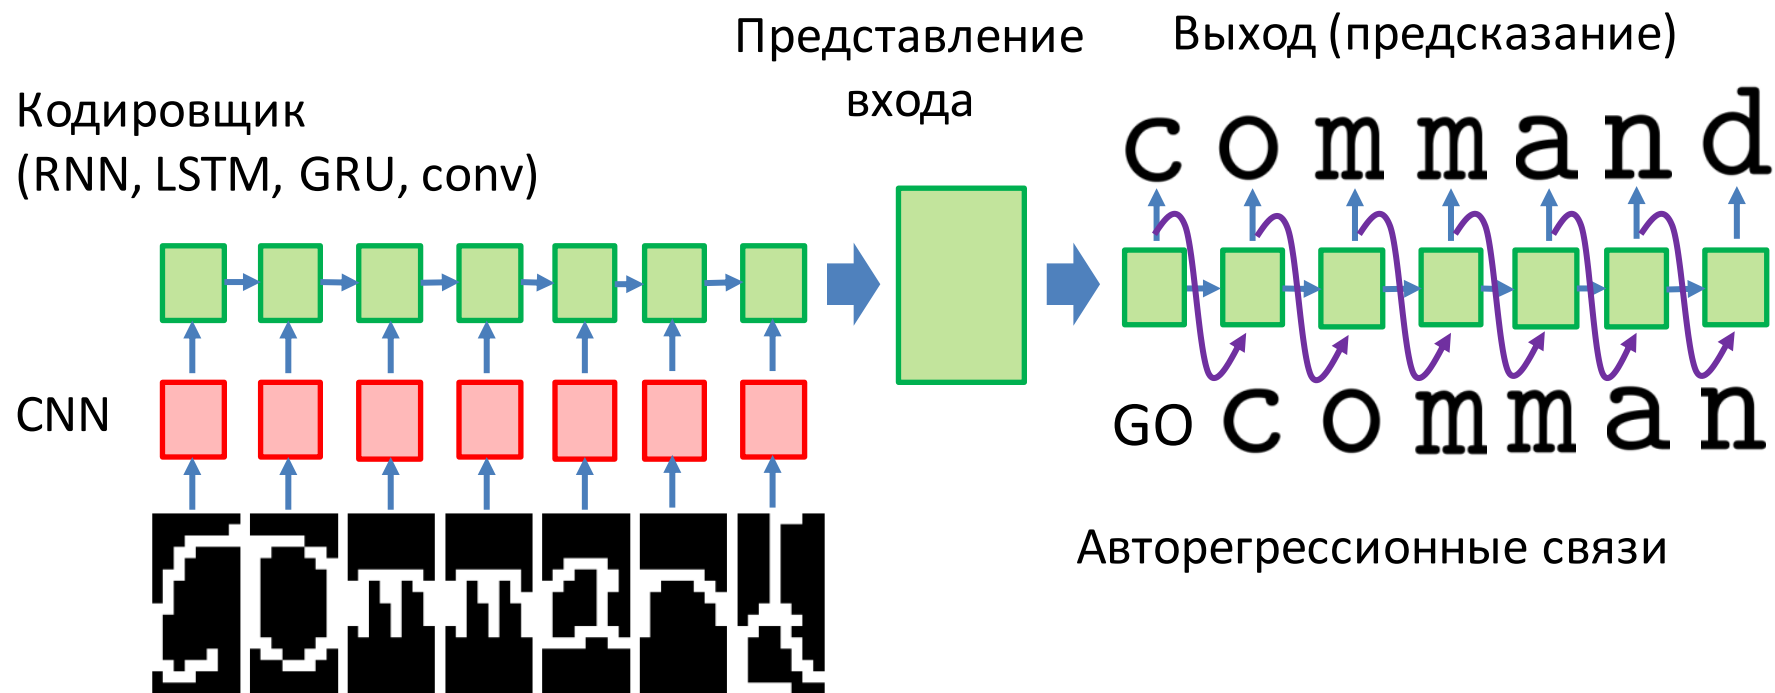 Кодировщик
(RNN, LSTM, GRU, conv)
CNN
Представление
входа
Выход (предсказание)
command
GO comman
Авторегрессионные связи